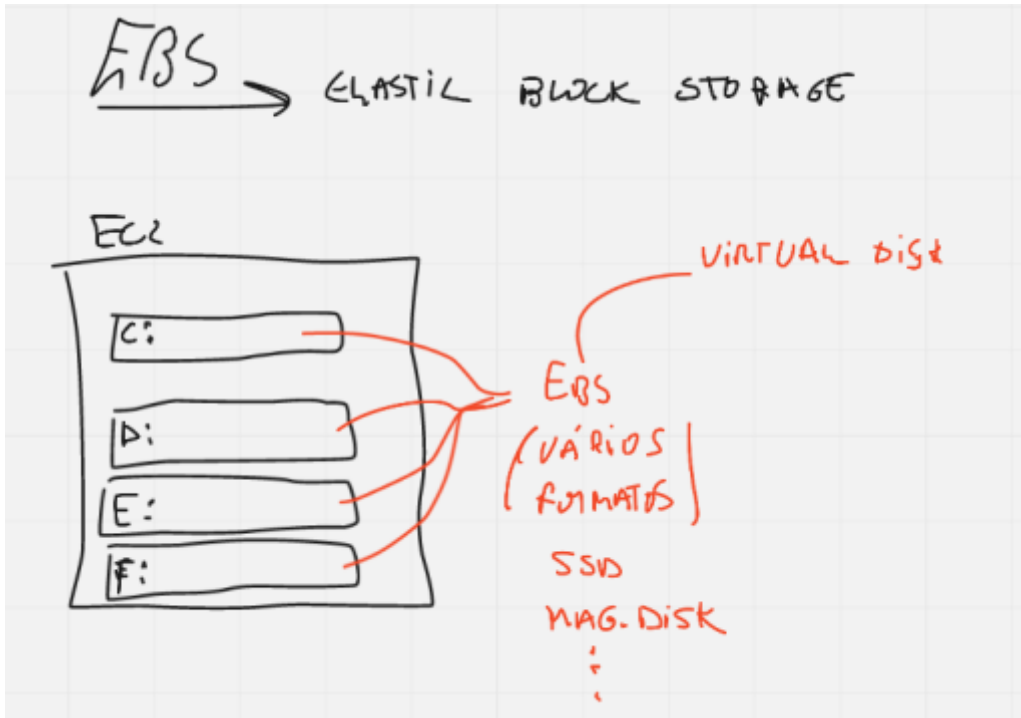 EBS
ELASTIC BLOCK STORAGE
EC2
VIRTUAL DISK
C:
EBS
D:
(VÁRIOS
FORMATOS)
E:
F:
SSD
MAG. DISK